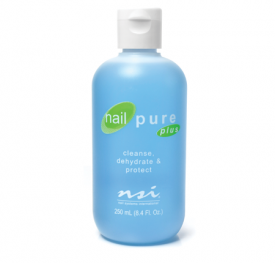 nail pure
plus
cleanse,
dehydrate &
protect
nsi
250 mL (8.4 Fl. Oz.)